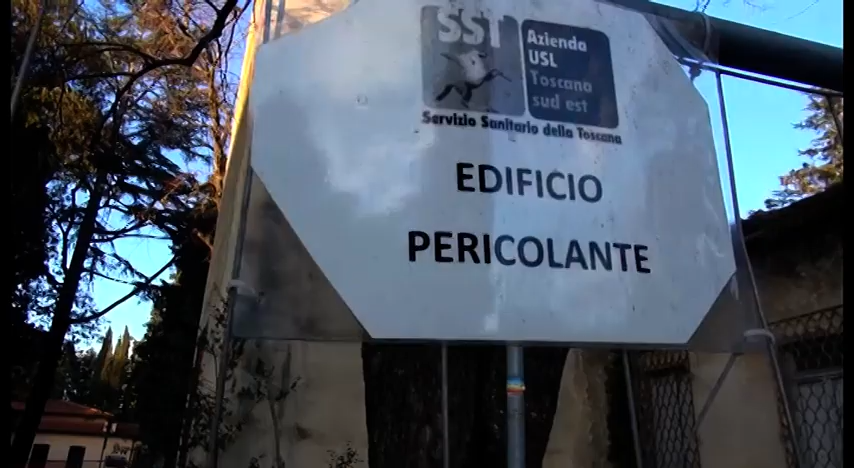 SST
Azienda
USL
Toscana
sud est
Servizio Sanitario della Toscana
EDIFICIO
PERICOLANTE